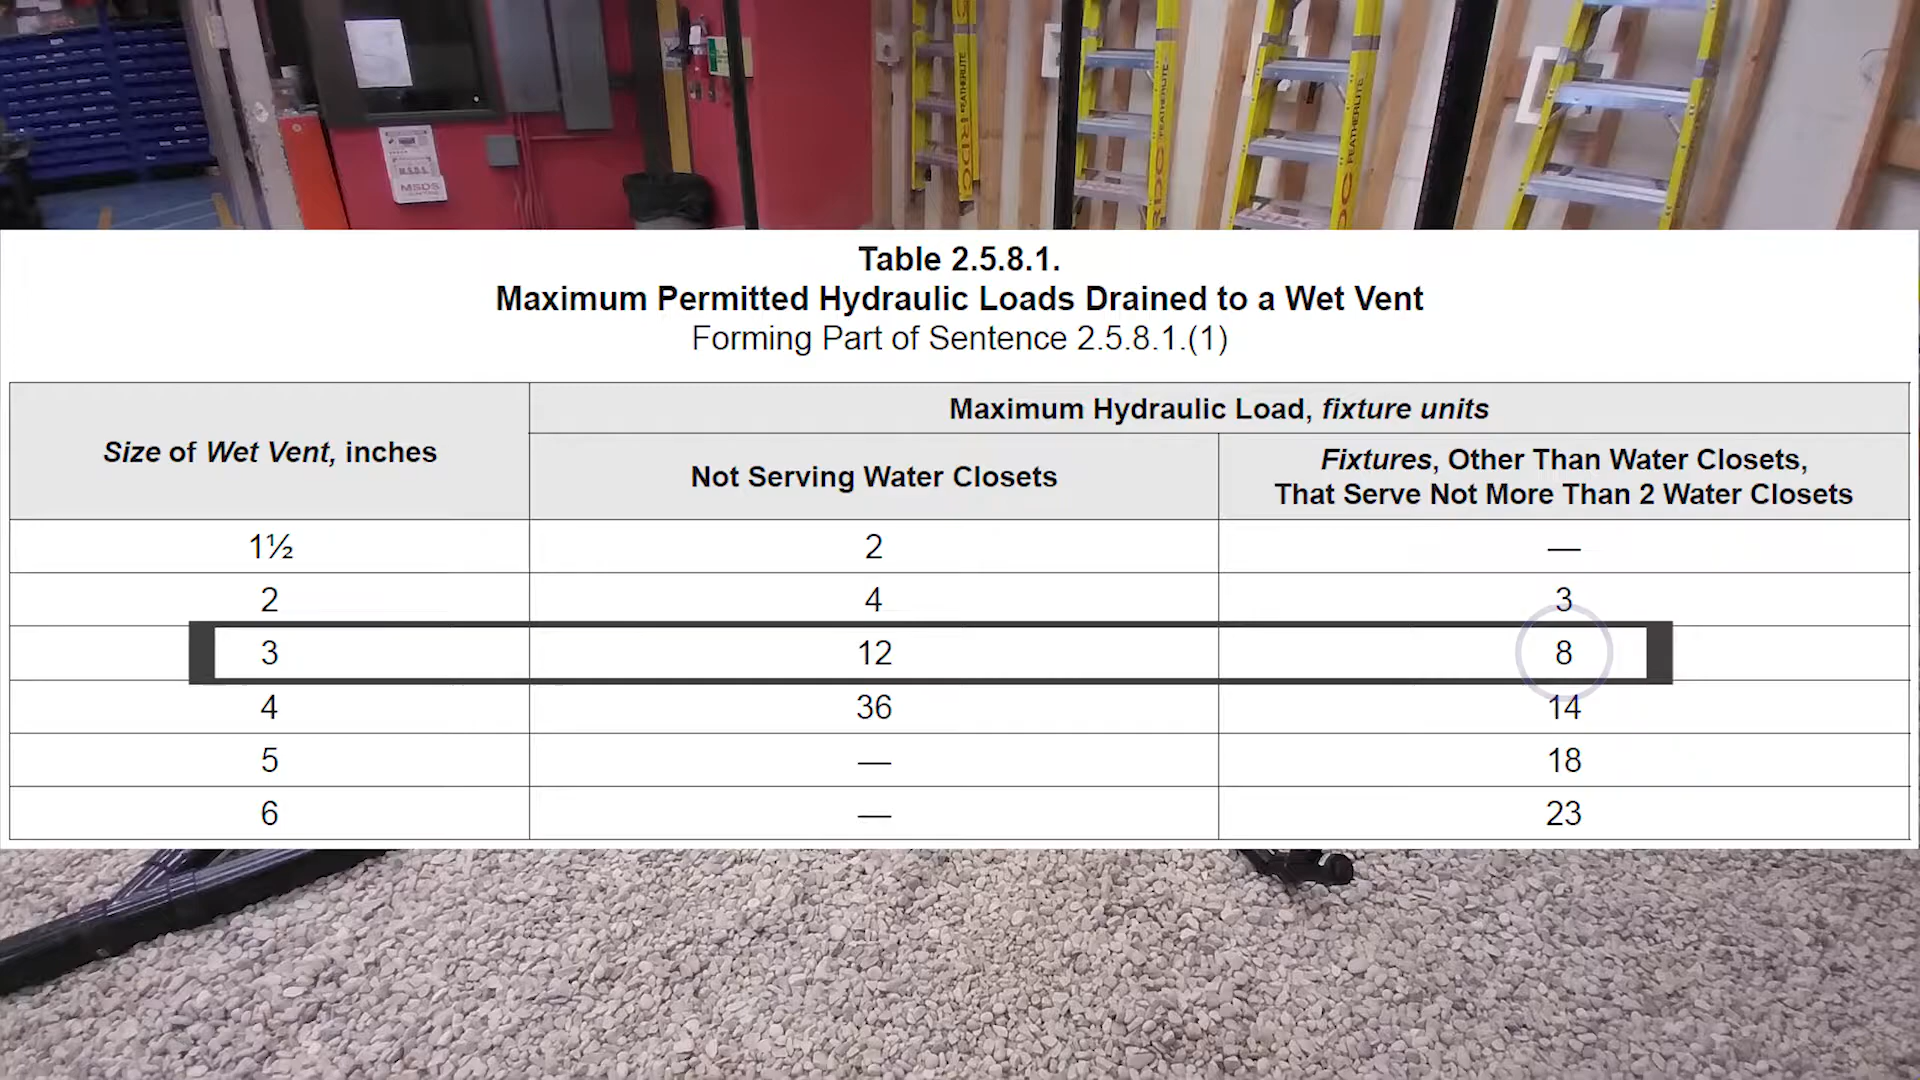 M.S.D.S.
MSDS
FEATHERLITE
FEATHERLITE
FEATHERLITE
Table 2.5.8.1.
Maximum Permitted Hydraulic Loads Drained to a Wet Vent
Forming Part of Sentence 2.5.8.1.(1)
Size of Wet Vent, inches
Maximum Hydraulic Load, fixture units
Not Serving Water Closets
Fixtures, Other Than Water Closets,
That Serve Not More Than 2 Water Closets
1½ 2 —
2 4 3
3 12 8
4 36 14
5 — 18
6 — 23